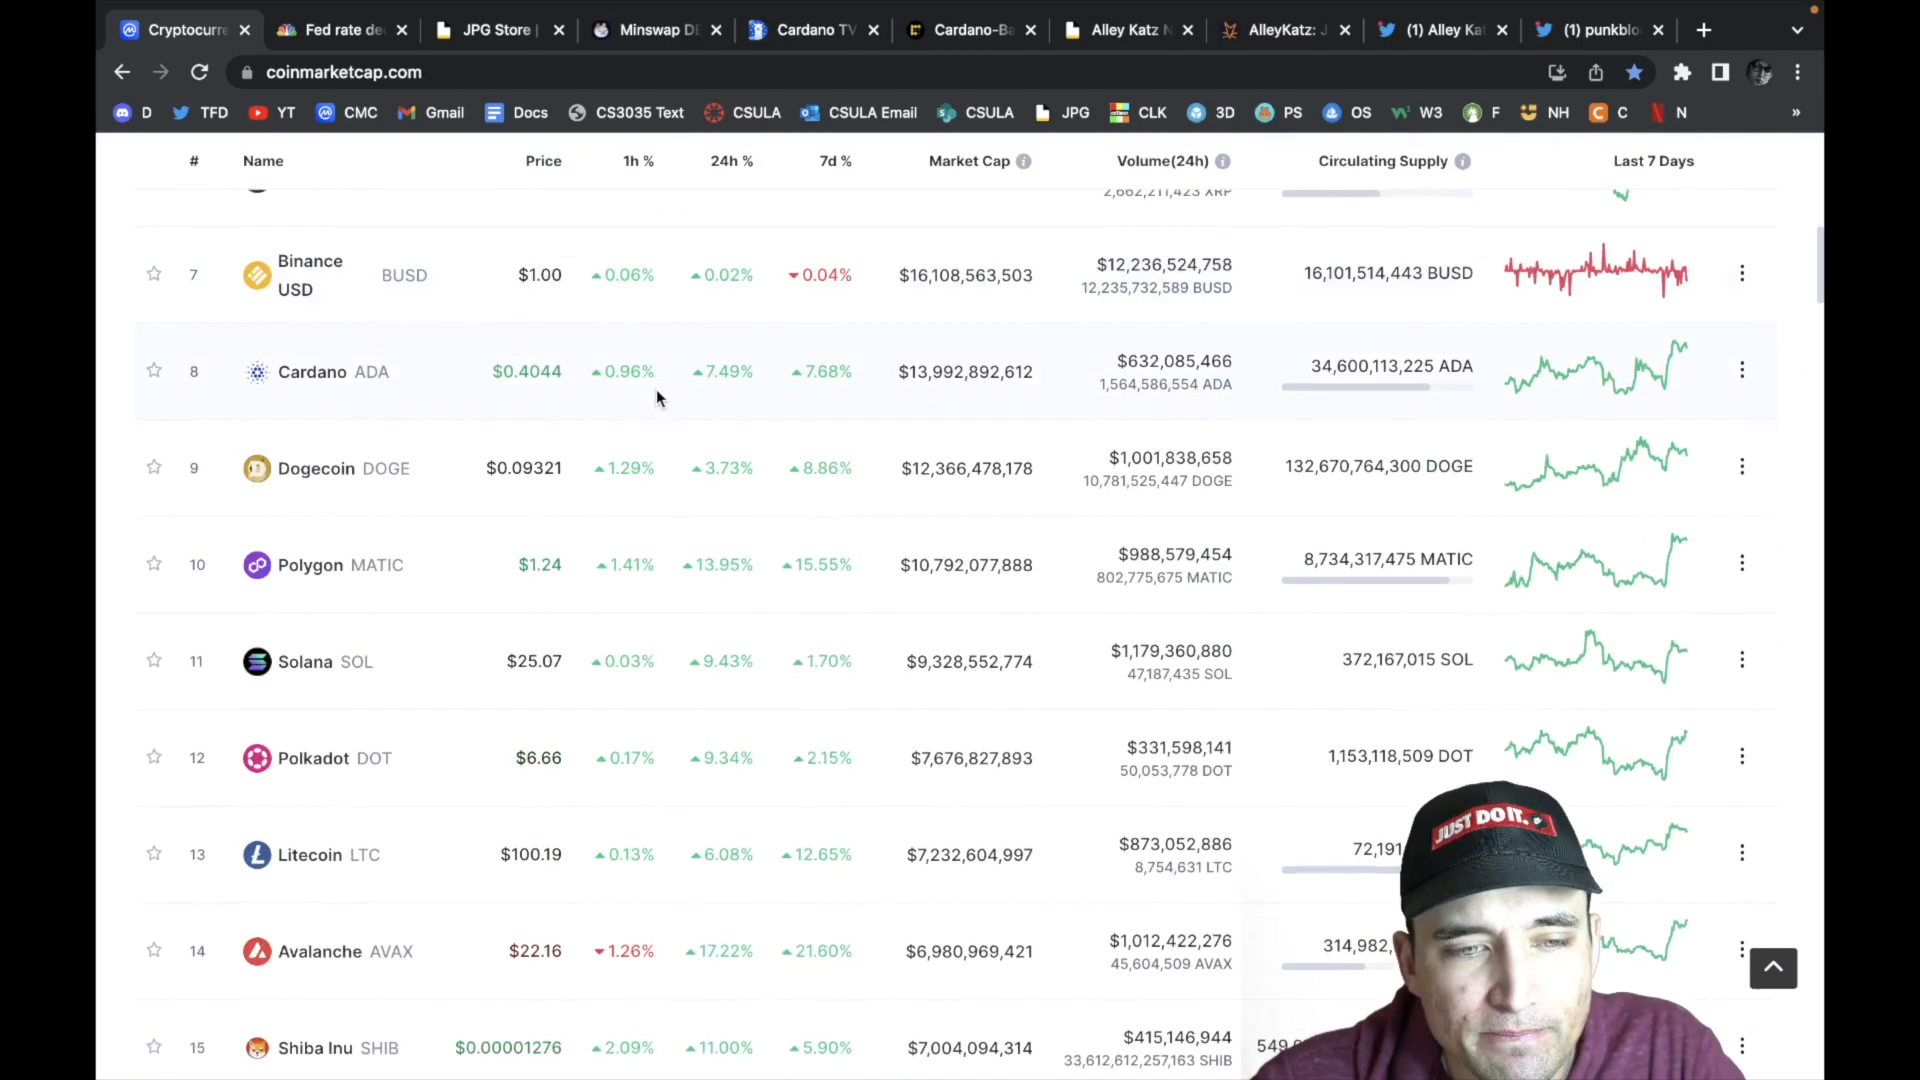 Cryptocurre
Fed rate de
JPG Store |
Minswap DE
Cardano TV
Cardano-Ba
Alley Katz N
AlleyKatz: J
(1) Alley Kat
(1) punkblo
coinmarketcap.com
D
TFD
YT
CMC
Gmail
Docs
CS3035 Text
CSULA
CSULA Email
CSULA
JPG
CLK
3D
PS
OS
W3
F
NH
C
N
# Name Price 1h % 24h % 7d % Market Cap Volume(24h) Circulating Supply Last 7 Days
2,662,211,423 XRP
7 Binance USD BUSD $1.00 0.06% 0.02% 0.04% $16,108,563,503 $12,236,524,758 16,101,514,443 BUSD
12,235,732,589 BUSD
8 Cardano ADA $0.4044 0.96% 7.49% 7.68% $13,992,892,612 $632,085,466 34,600,113,225 ADA
1,564,586,554 ADA
9 Dogecoin DOGE $0.09321 1.29% 3.73% 8.86% $12,366,478,178 $1,001,838,658 132,670,764,300 DOGE
10,781,525,447 DOGE
10 Polygon MATIC $1.24 1.41% 13.95% 15.55% $10,792,077,888 $988,579,454 8,734,317,475 MATIC
802,775,675 MATIC
11 Solana SOL $25.07 0.03% 9.43% 1.70% $9,328,552,774 $1,179,360,880 372,167,015 SOL
47,187,435 SOL
12 Polkadot DOT $6.66 0.17% 9.34% 2.15% $7,676,827,893 $331,598,141 1,153,118,509 DOT
50,053,778 DOT
13 Litecoin LTC $100.19 0.13% 6.08% 12.65% $7,232,604,997 $873,052,886 72,191
8,754,631 LTC
14 Avalanche AVAX $22.16 1.26% 17.22% 21.60% $6,980,969,421 $1,012,422,276 314,982,
45,604,509 AVAX
15 Shiba Inu SHIB $0.00001276 2.09% 11.00% 5.90% $7,004,094,314 $415,146,944 549,
33,612,612,257,163 SHIB
JUST DO IT.